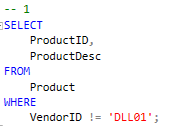 -- 1
SELECT
ProductID,
ProductDesc
FROM
Product
WHERE
VendorID != 'DLL01';